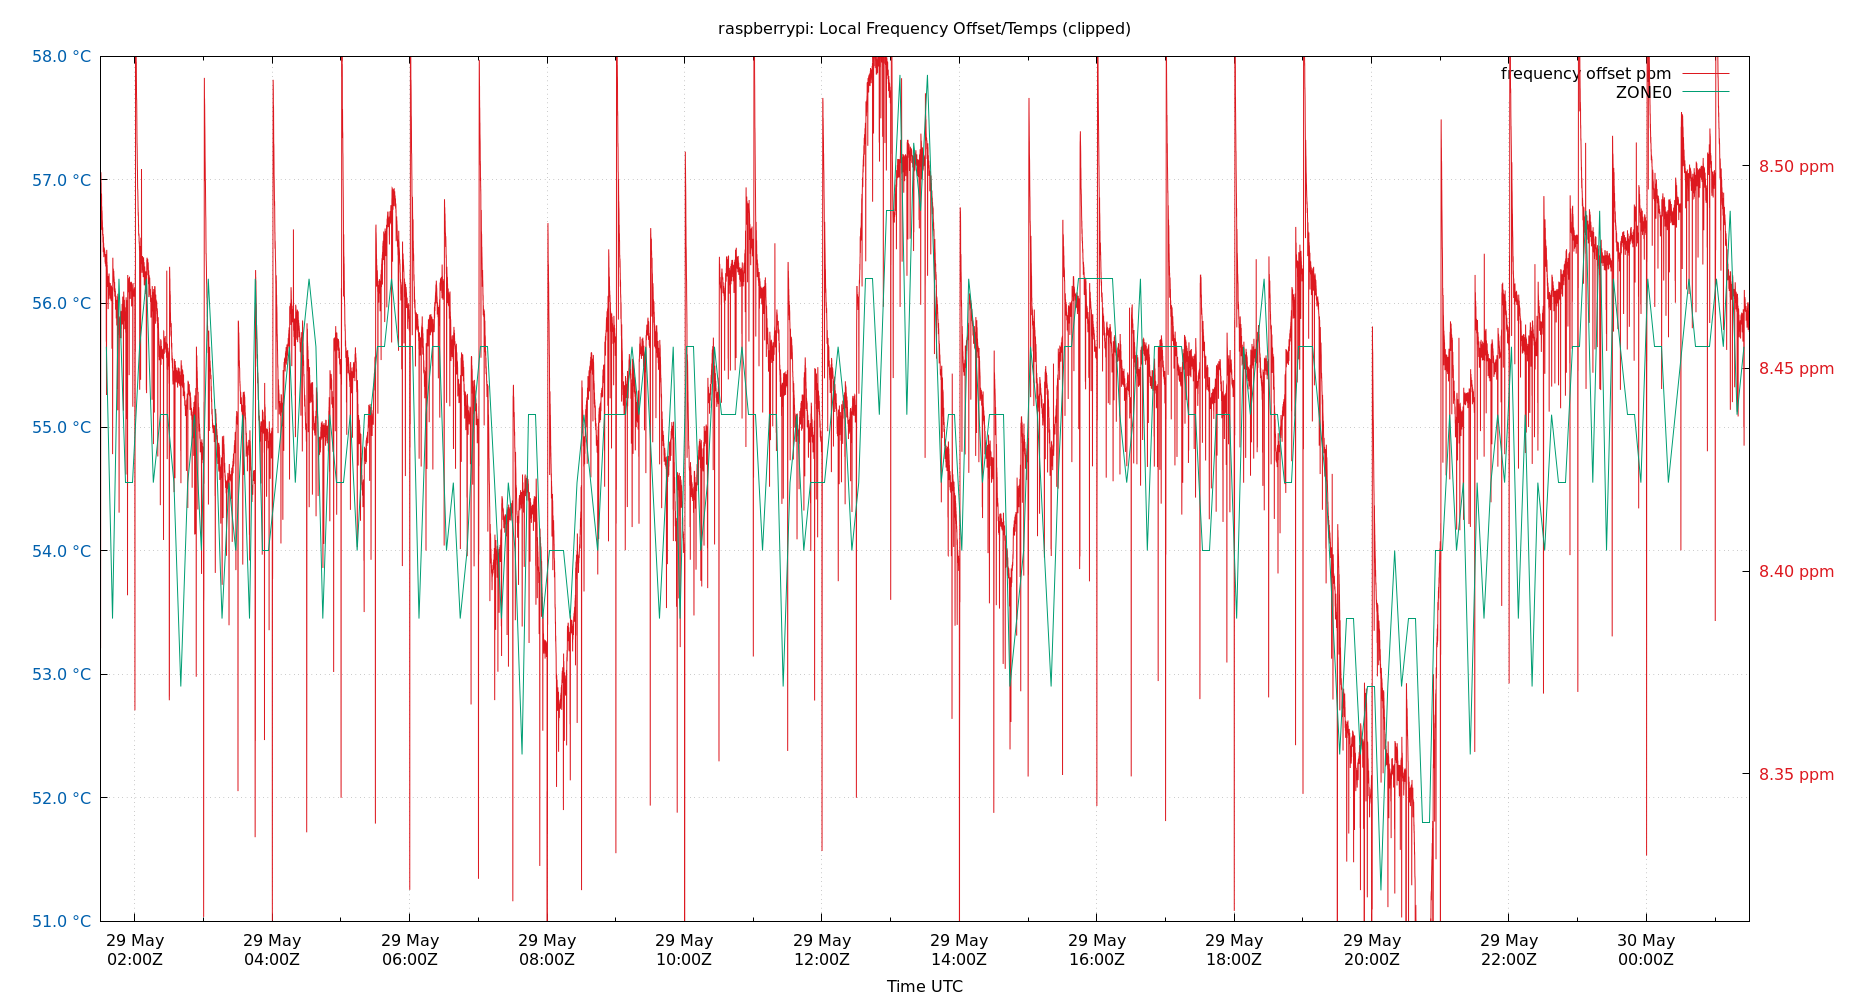 raspberrypi: Local Frequency Offset/Temps (clipped)
frequency offset ppm
ZONE0
58.0 °C
57.0 °C
56.0 °C
55.0 °C
54.0 °C
53.0 °C
52.0 °C
51.0 °C
8.50 ppm
8.45 ppm
8.40 ppm
8.35 ppm
29 May
02:00Z
29 May
04:00Z
29 May
06:00Z
29 May
08:00Z
29 May
10:00Z
29 May
12:00Z
29 May
14:00Z
29 May
16:00Z
29 May
18:00Z
29 May
20:00Z
29 May
22:00Z
30 May
00:00Z
Time UTC